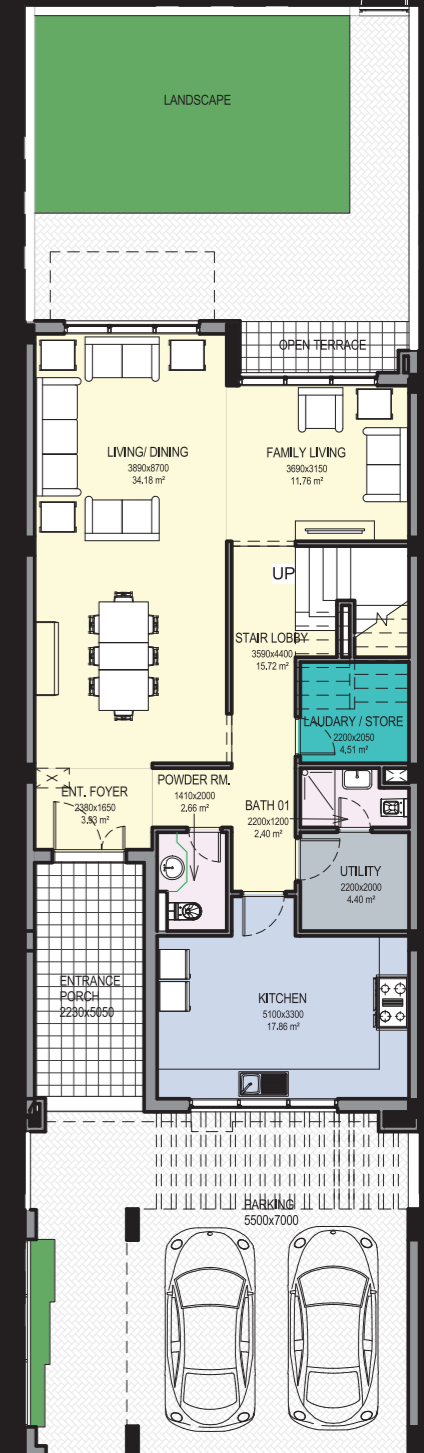 LANDSCAPE
OPEN TERRACE
LIVING/ DINING
3890x8700
34.18 m²
FAMILY LIVING
3690x3150
11.76 m²
UP
STAIR LOBBY
3590x4400
15.72 m²
LAUDARY / STORE
2200x2050
4.51 m²
POWDER RM.
1410x2000
2.66 m²
ENT. FOYER
2380x1650
3.93 m²
BATH 01
2200x1200
2.40 m²
UTILITY
2200x2000
4.40 m²
ENTRANCE
PORCH
2230x5050
KITCHEN
5100x3300
17.86 m²
PARKING
5500x7000